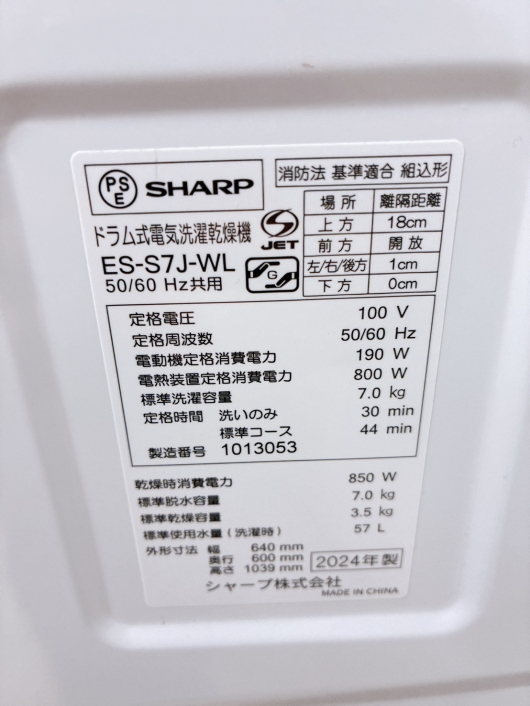 PSE SHARP
消防法 基準適合 組込形
場所 離隔距離
上方 18cm
前方 開放
左/右/後方 1cm
下方 0cm
ドラム式電気洗濯乾燥機
S JET
ES-S7J-WL
50/60 Hz共用
G
定格電圧 100 V
定格周波数 50/60 Hz
電動機定格消費電力 190 W
電熱装置定格消費電力 800 W
標準洗濯容量 7.0 kg
定格時間 洗いのみ 30 min
標準コース 44 min
製造番号 1013053
乾燥時消費電力 850 W
標準脱水容量 7.0 kg
標準乾燥容量 3.5 kg
標準使用水量(洗濯時) 57 L
外形寸法 幅 640 mm
奥行 600 mm
高さ 1039 mm
2024年製
シャープ株式会社
MADE IN CHINA